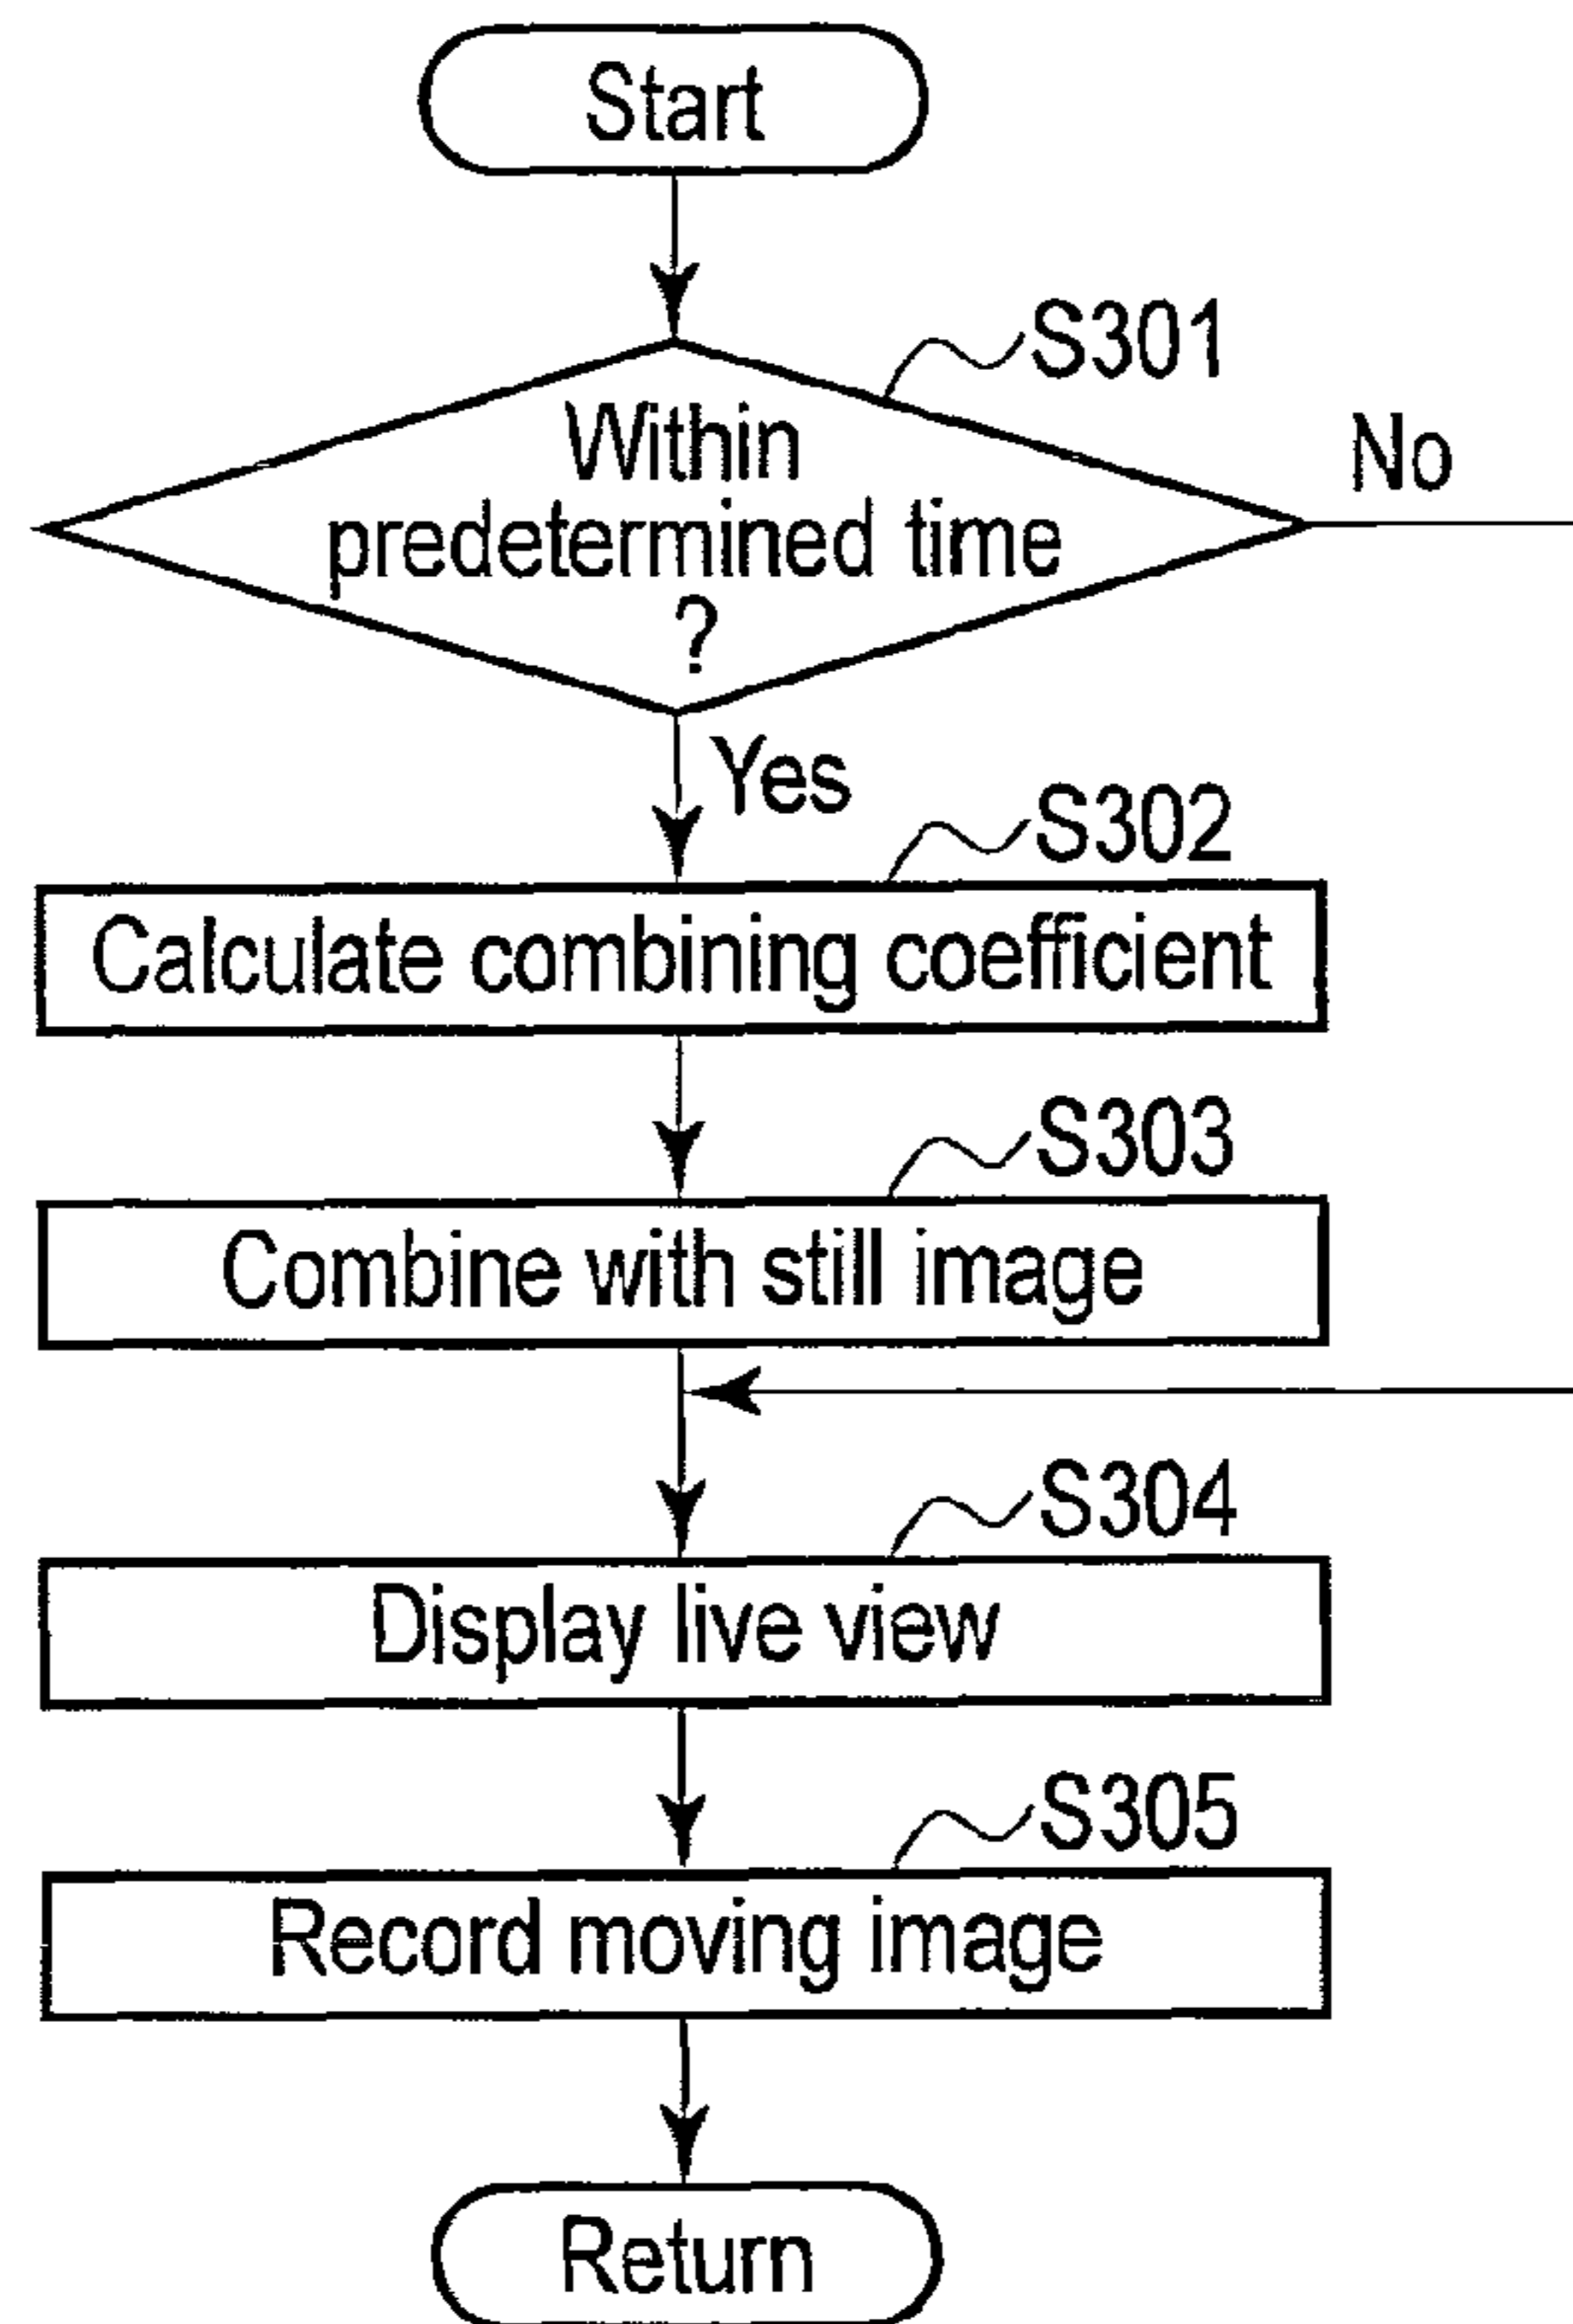 Start
S301
Within
predetermined time
?
No
Yes
S302
Calculate combining coefficient
S303
Combine with still image
S304
Display live view
S305
Record moving image
Return